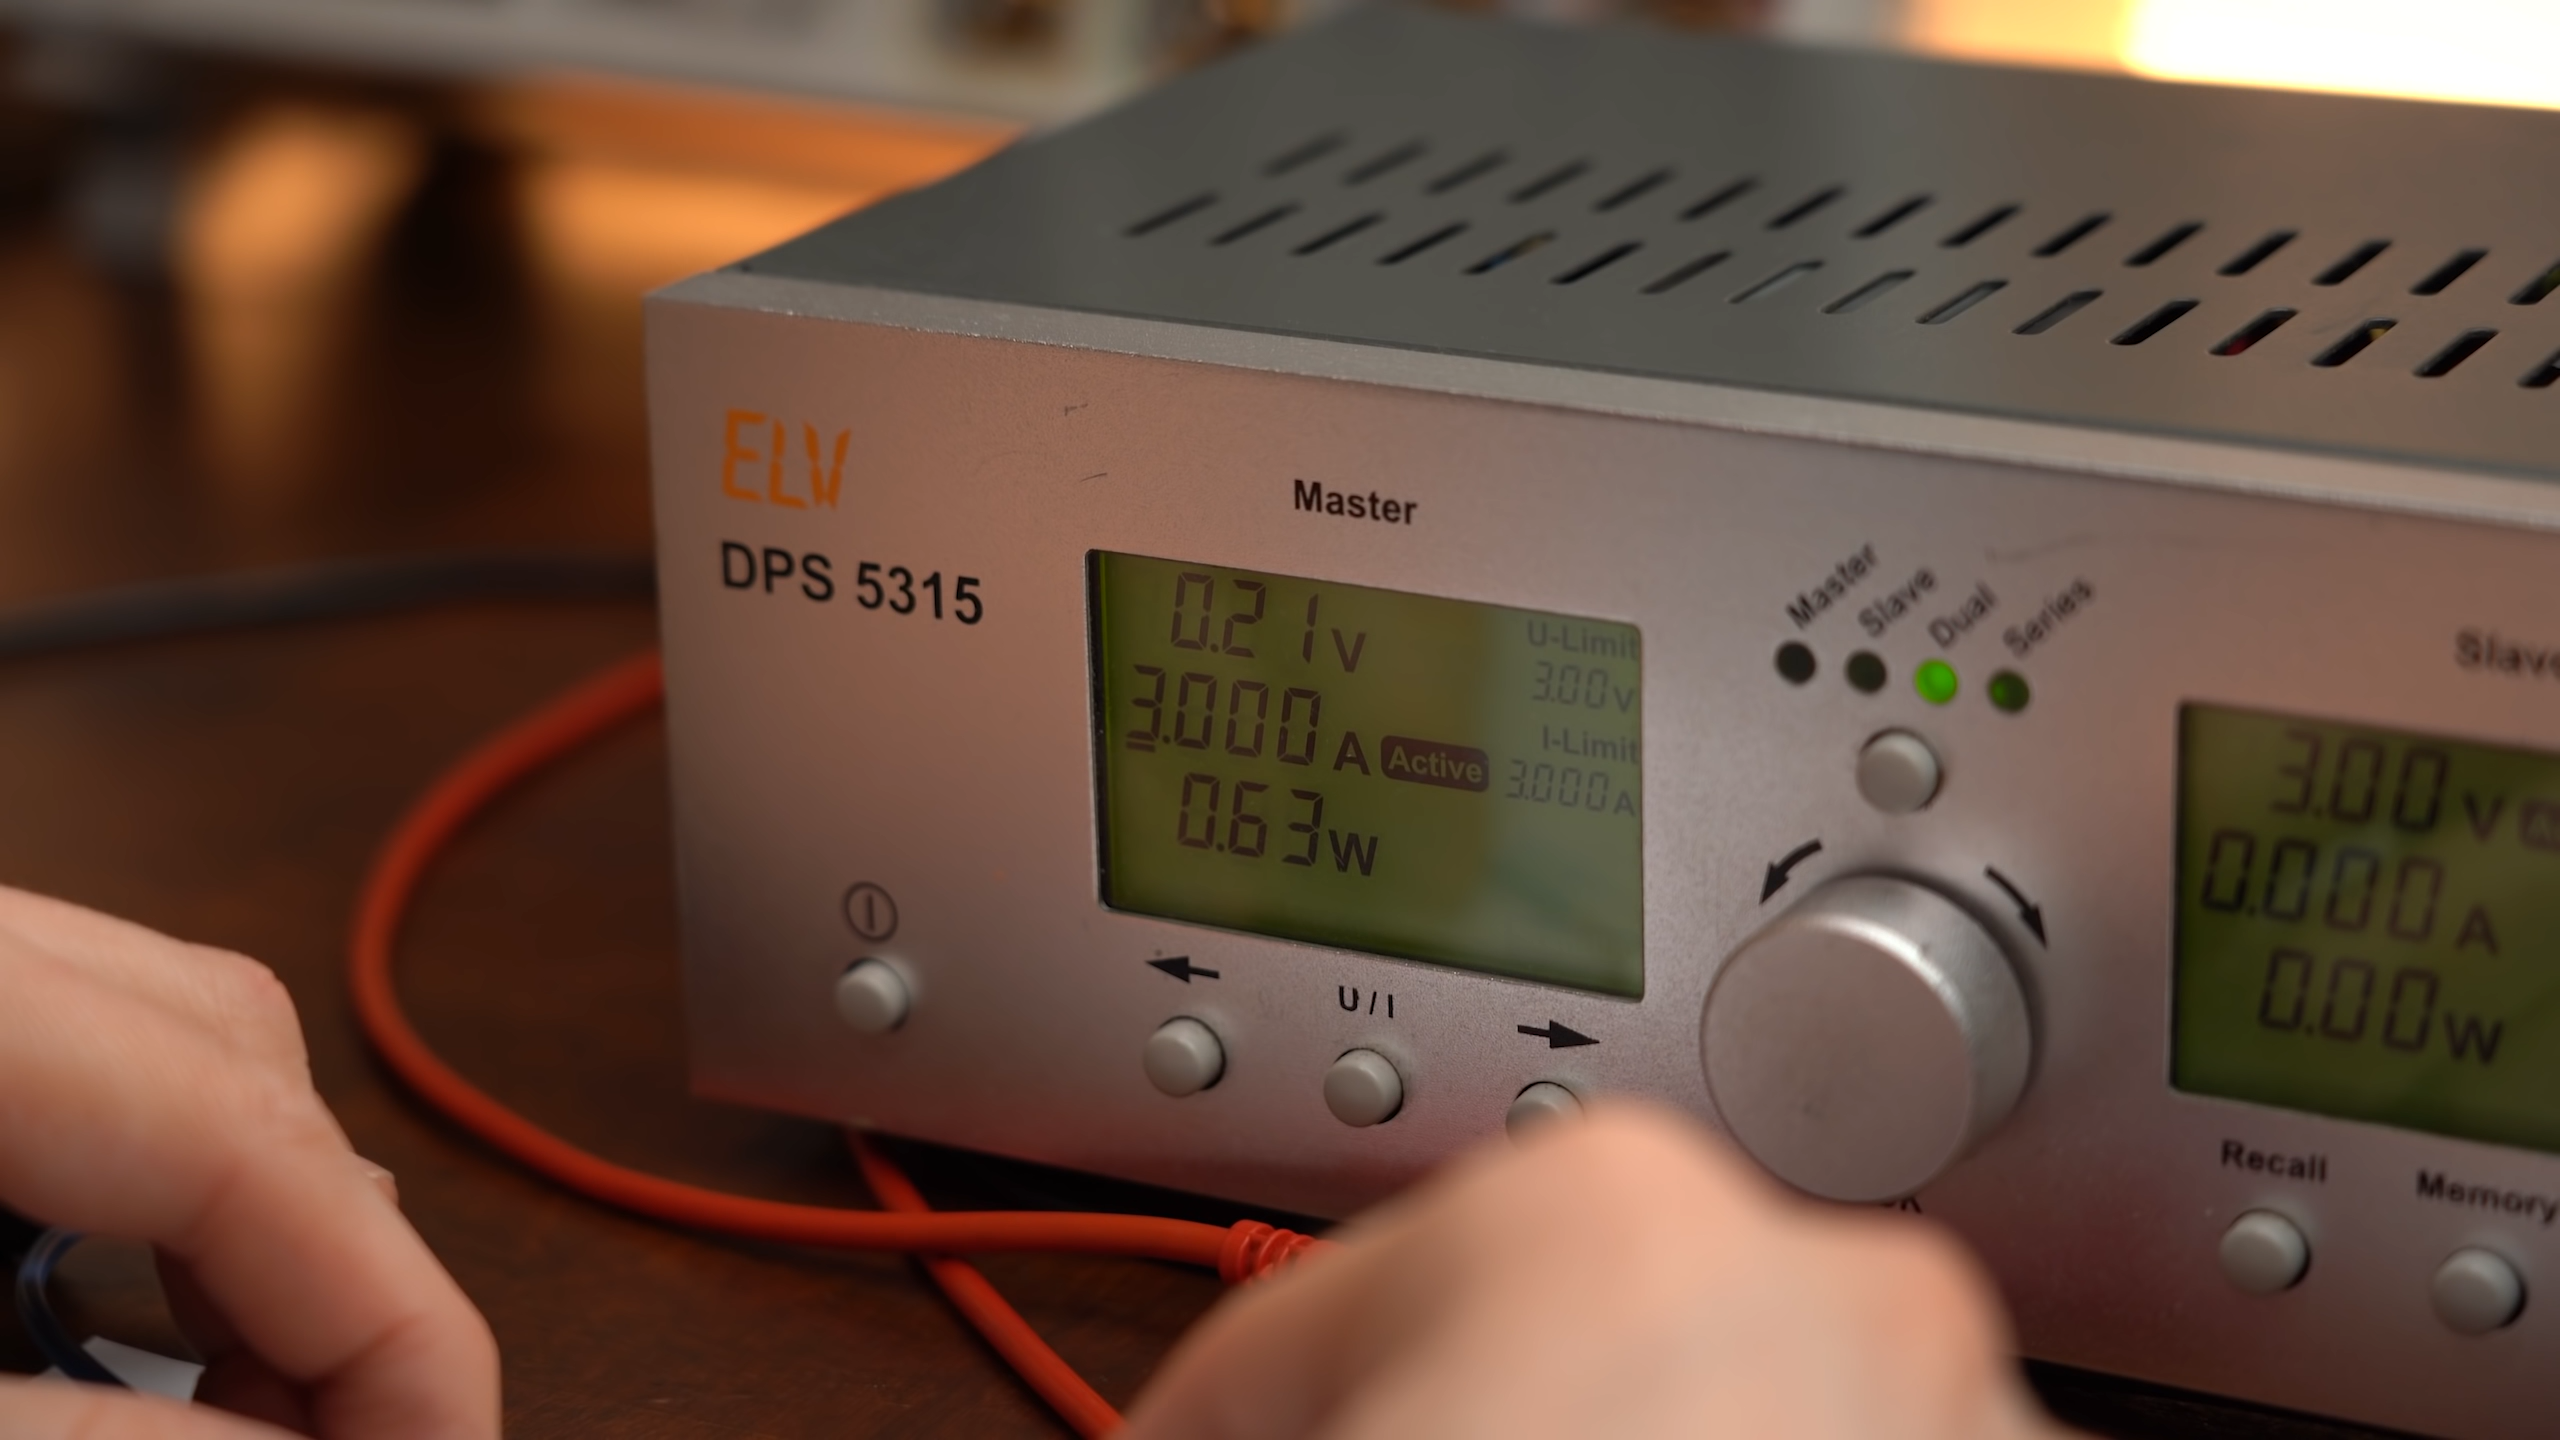 ELV
DPS 5315
Master
0.21 V
3.000 A Active
0.63 W
U-Limit
3.00 V
I-Limit
3.000 A
U/I
Master
Slave
Dual
Series
3.00 V
0.000 A
0.00 W
Recall
Memory